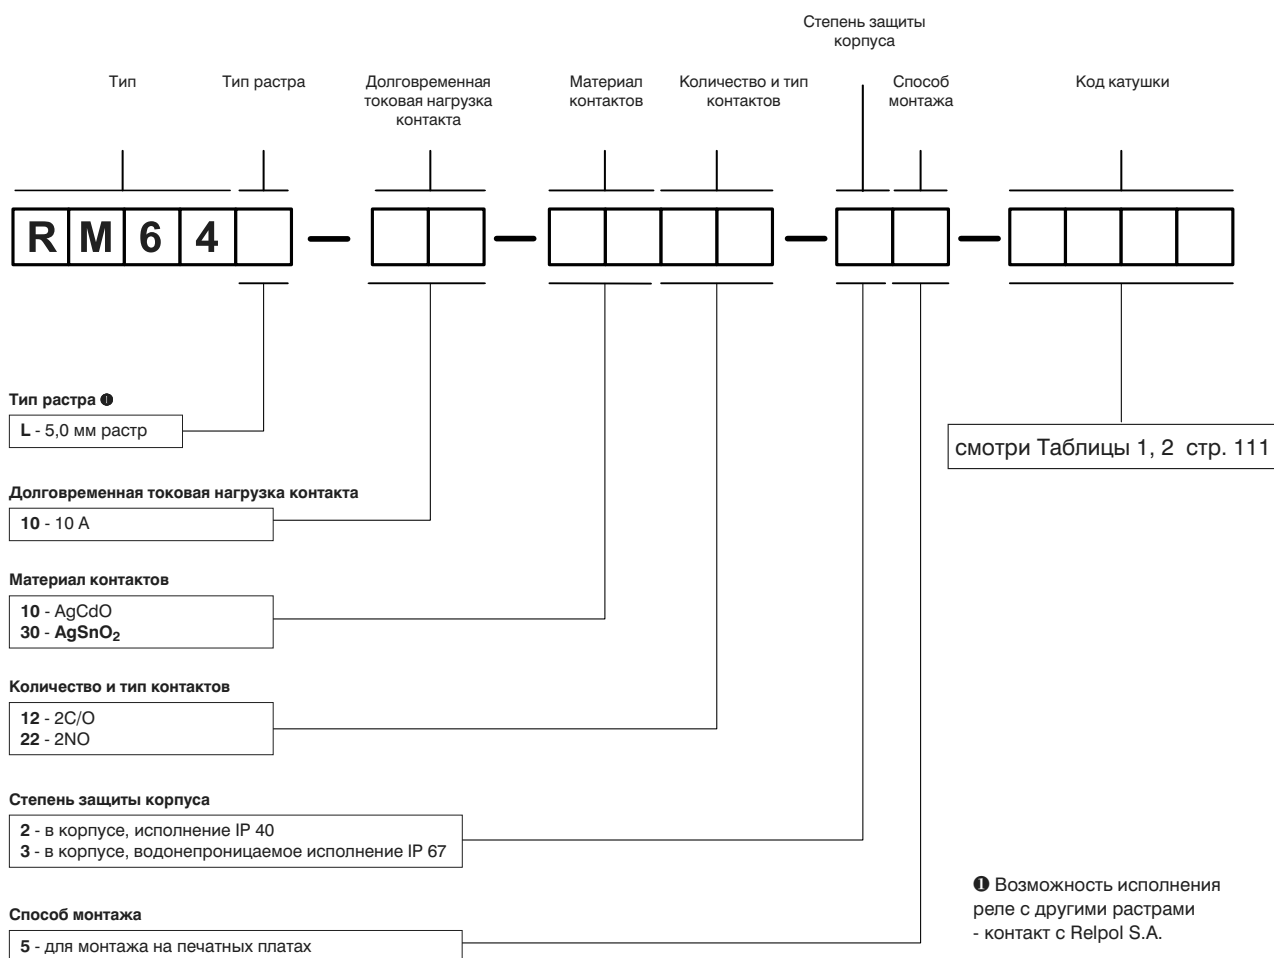 Степень защиты
корпуса
Тип
Тип растра
Долговременная
токовая нагрузка
контакта
Материал
контактов
Количество и тип
контактов
Способ
монтажа
Код катушки
R M 6 4 — — — —
Тип растра ❶
L - 5,0 мм растр
смотри Таблицы 1, 2 стр. 111
Долговременная токовая нагрузка контакта
10 - 10 A
Материал контактов
10 - AgCdO
30 - AgSnO₂
Количество и тип контактов
12 - 2C/O
22 - 2NO
Степень защиты корпуса
2 - в корпусе, исполнение IP 40
3 - в корпусе, водонепроницаемое исполнение IP 67
❶ Возможность исполнения
реле с другими растрами
- контакт с Relpol S.A.
Способ монтажа
5 - для монтажа на печатных платах